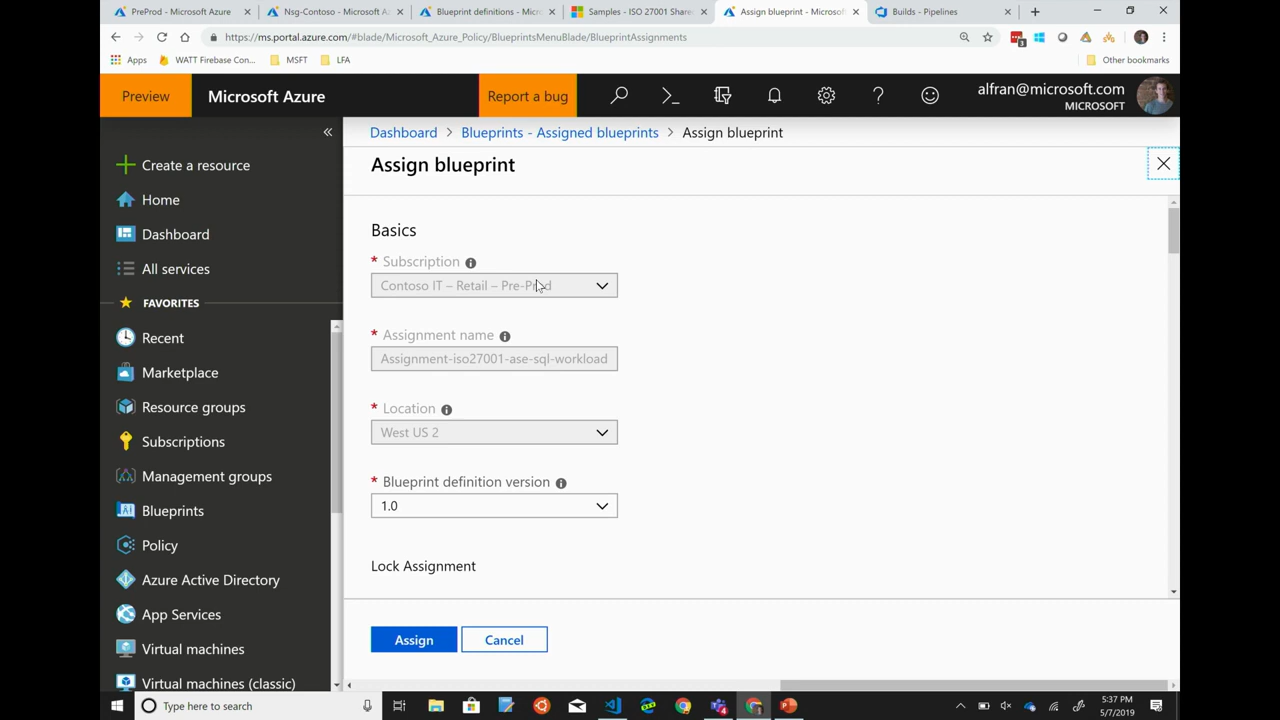 PreProd - Microsoft Azure
Nsg-Contoso - Microsoft A
Blueprint definitions - Micr
Samples - ISO 27001 Share
Assign blueprint - Microsof
Builds - Pipelines
https://ms.portal.azure.com/#blade/Microsoft_Azure_Policy/BlueprintsMenuBlade/BlueprintAssignments
Apps
WATT Firebase Con...
MSFT
LFA
Other bookmarks
Preview
Microsoft Azure
Report a bug
alfran@microsoft.com
MICROSOFT
Dashboard > Blueprints - Assigned blueprints > Assign blueprint
Assign blueprint
Create a resource
Home
Dashboard
All services
FAVORITES
Recent
Marketplace
Resource groups
Subscriptions
Management groups
Blueprints
Policy
Azure Active Directory
App Services
Virtual machines
Virtual machines (classic)
Basics
* Subscription
Contoso IT – Retail – Pre-Prod
* Assignment name
Assignment-iso27001-ase-sql-workload
* Location
West US 2
* Blueprint definition version
1.0
Lock Assignment
Assign
Cancel
Type here to search
5:37 PM
5/7/2019